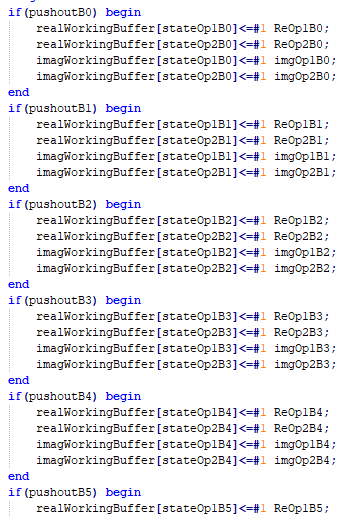 if(pushoutB0) begin
realWorkingBuffer[stateOp1B0]<=#1 ReOp1B0;
realWorkingBuffer[stateOp2B0]<=#1 ReOp2B0;
imagWorkingBuffer[stateOp1B0]<=#1 imgOp1B0;
imagWorkingBuffer[stateOp2B0]<=#1 imgOp2B0;
end
if(pushoutB1) begin
realWorkingBuffer[stateOp1B1]<=#1 ReOp1B1;
realWorkingBuffer[stateOp2B1]<=#1 ReOp2B1;
imagWorkingBuffer[stateOp1B1]<=#1 imgOp1B1;
imagWorkingBuffer[stateOp2B1]<=#1 imgOp2B1;
end
if(pushoutB2) begin
realWorkingBuffer[stateOp1B2]<=#1 ReOp1B2;
realWorkingBuffer[stateOp2B2]<=#1 ReOp2B2;
imagWorkingBuffer[stateOp1B2]<=#1 imgOp1B2;
imagWorkingBuffer[stateOp2B2]<=#1 imgOp2B2;
end
if(pushoutB3) begin
realWorkingBuffer[stateOp1B3]<=#1 ReOp1B3;
realWorkingBuffer[stateOp2B3]<=#1 ReOp2B3;
imagWorkingBuffer[stateOp1B3]<=#1 imgOp1B3;
imagWorkingBuffer[stateOp2B3]<=#1 imgOp2B3;
end
if(pushoutB4) begin
realWorkingBuffer[stateOp1B4]<=#1 ReOp1B4;
realWorkingBuffer[stateOp2B4]<=#1 ReOp2B4;
imagWorkingBuffer[stateOp1B4]<=#1 imgOp1B4;
imagWorkingBuffer[stateOp2B4]<=#1 imgOp2B4;
end
if(pushoutB5) begin
realWorkingBuffer[stateOp1B5]<=#1 ReOp1B5;